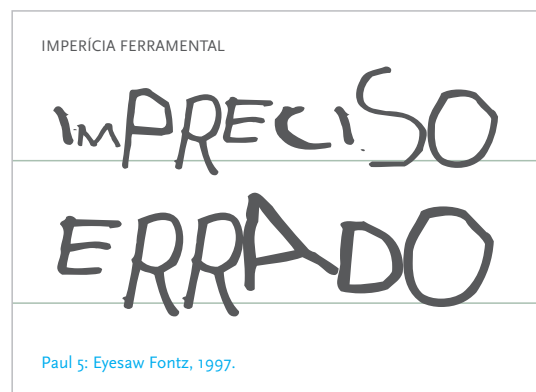 IMPERÍCIA FERRAMENTAL
imPRECiSO
ERRADO
Paul 5: Eyesaw Fontz, 1997.